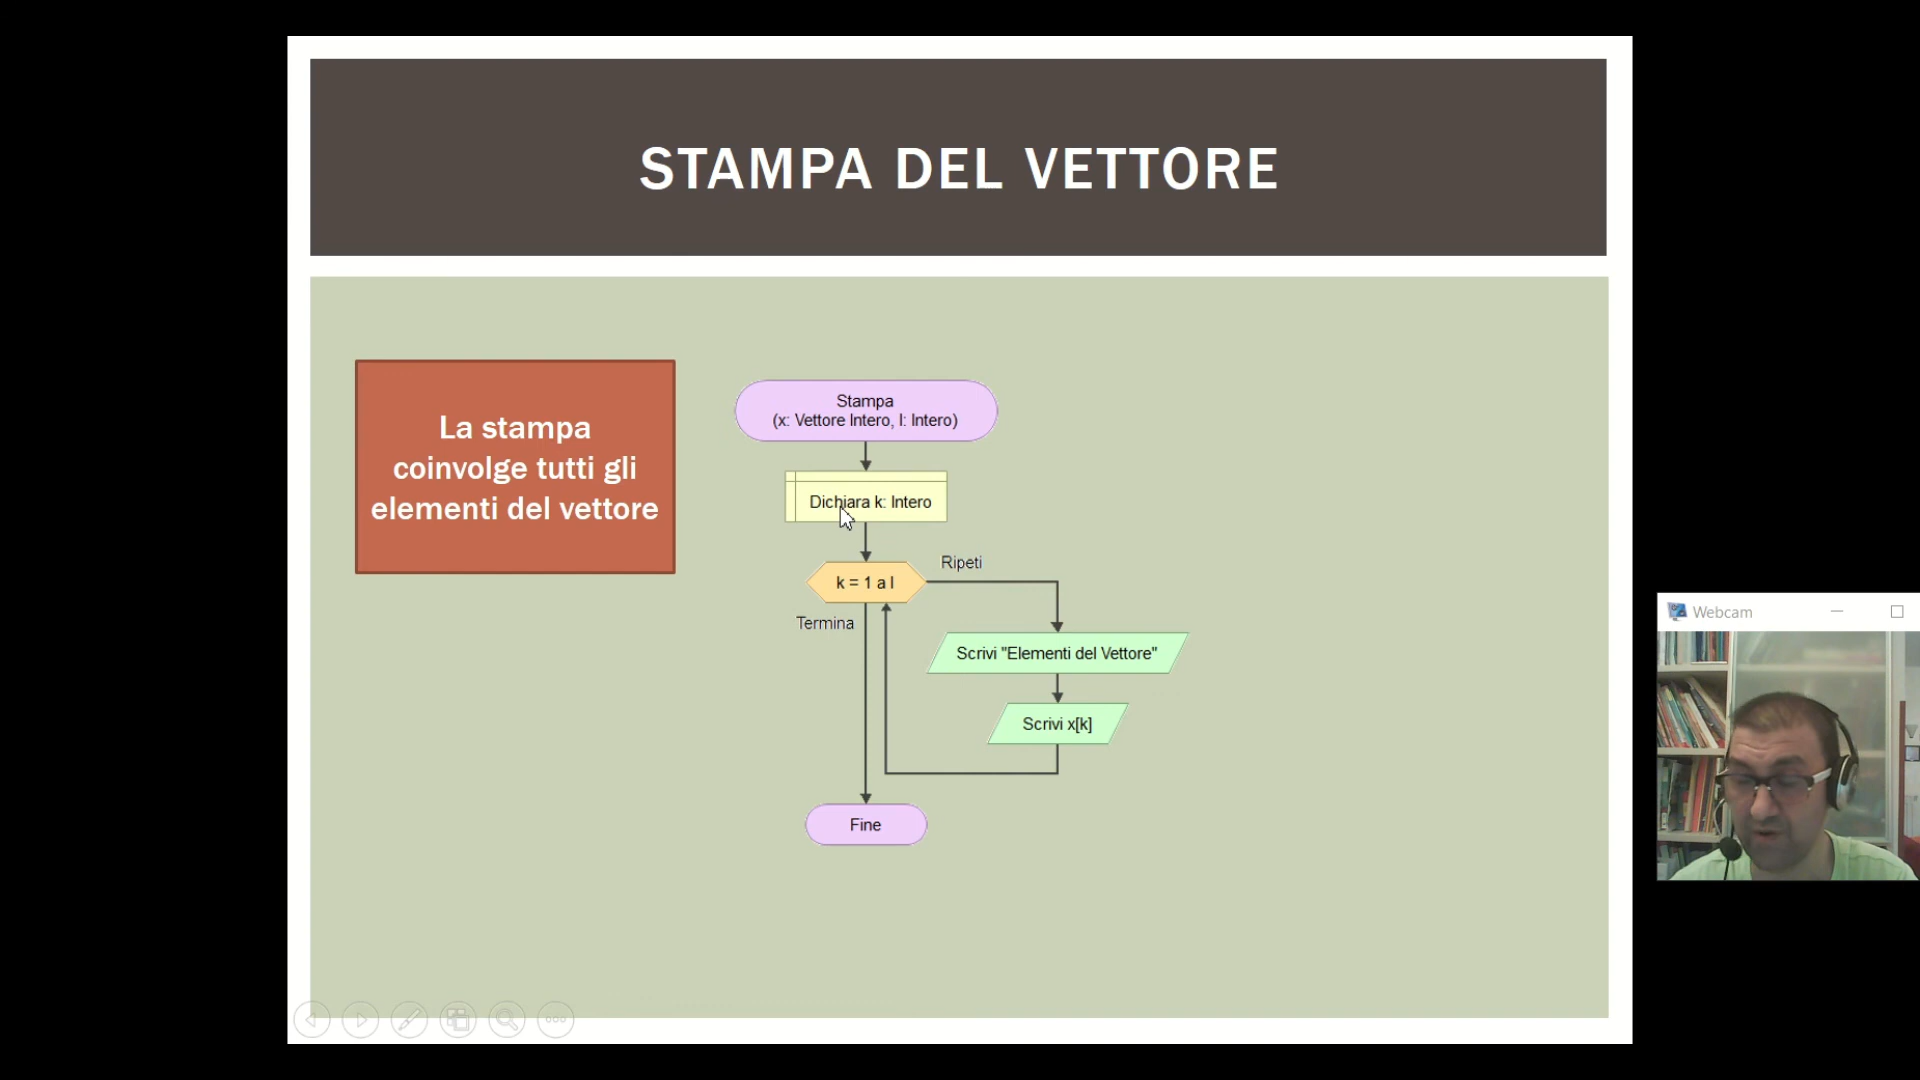 STAMPA DEL VETTORE
La stampa
coinvolge tutti gli
elementi del vettore
Stampa
(x: Vettore Intero, l: Intero)
Dichiara k: Intero
k = 1 a l
Ripeti
Termina
Scrivi "Elementi del Vettore"
Scrivi x[k]
Fine
Webcam